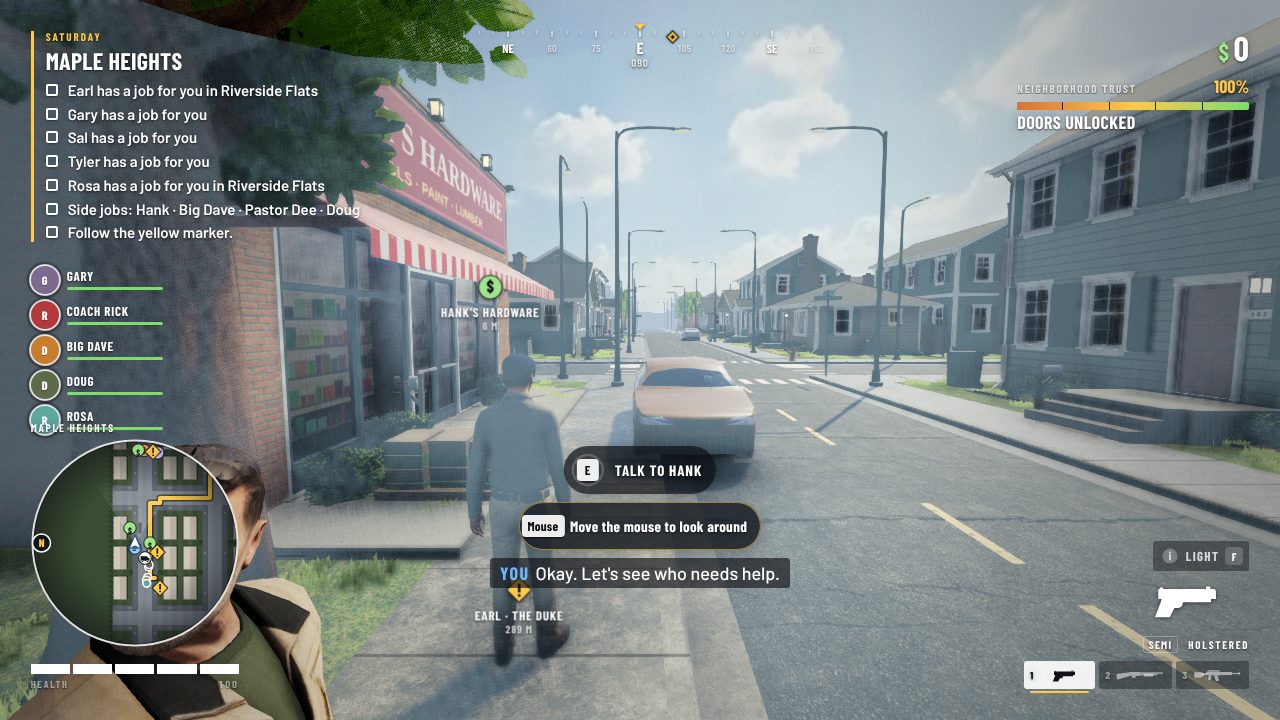 SATURDAY
MAPLE HEIGHTS
Earl has a job for you in Riverside Flats
Gary has a job for you
Sal has a job for you
Tyler has a job for you
Rosa has a job for you in Riverside Flats
Side jobs: Hank · Big Dave · Pastor Dee · Doug
Follow the yellow marker.
NE 60 75 E 105 120 SE
090
$0
NEIGHBORHOOD TRUST 100%
DOORS UNLOCKED
'S HARDWARE
LS · PAINT · LUMBER
$
HANK'S HARDWARE
6 M
G GARY
R COACH RICK
D BIG DAVE
D DOUG
R ROSA
MAPLE HEIGHTS
N
E TALK TO HANK
Mouse Move the mouse to look around
YOU Okay. Let's see who needs help.
EARL · THE DUKE
289 M
LIGHT F
SEMI HOLSTERED
1 2 3
HEALTH 100